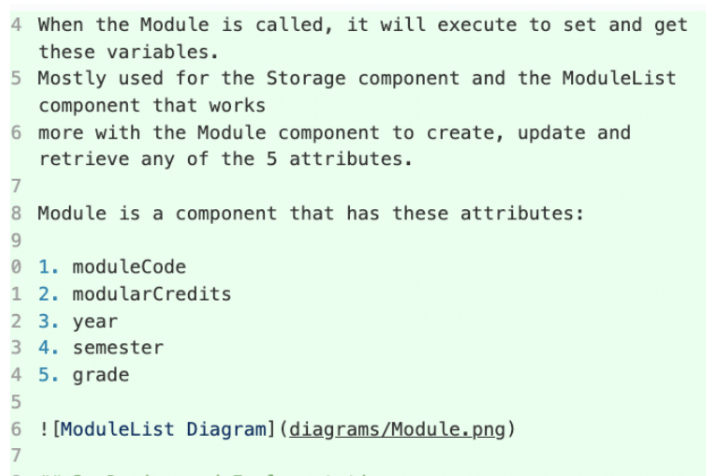 4 When the Module is called, it will execute to set and get
these variables.
5 Mostly used for the Storage component and the ModuleList
component that works
6 more with the Module component to create, update and
retrieve any of the 5 attributes.
7
8 Module is a component that has these attributes:
9
0 1. moduleCode
1 2. modularCredits
2 3. year
3 4. semester
4 5. grade
5
6 ![ModuleList Diagram](diagrams/Module.png)
7